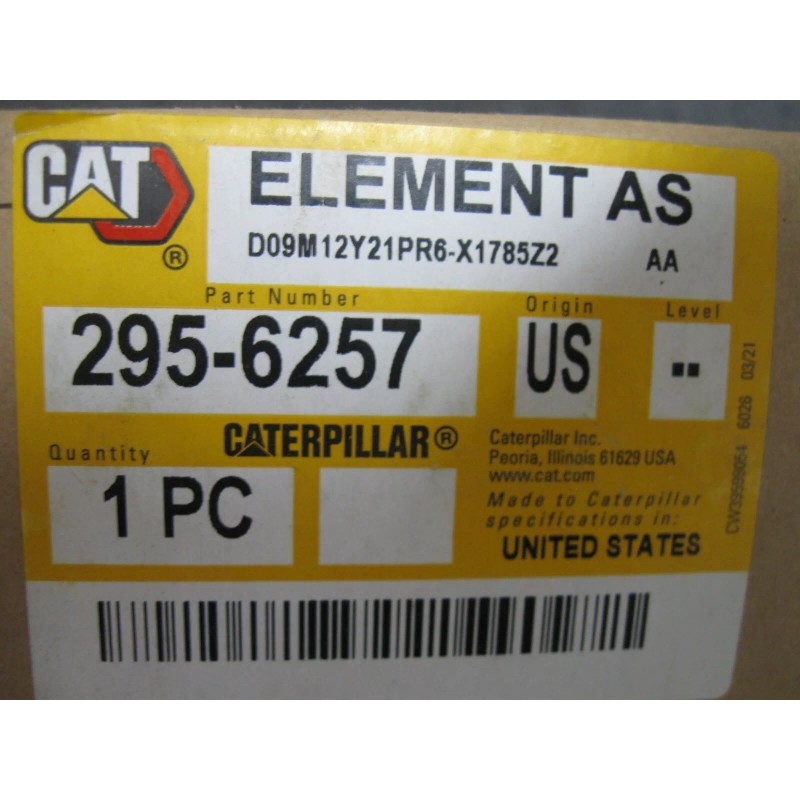 CAT
®
ELEMENT AS
D09M12Y21PR6-X1785Z2 AA
Part Number
Origin
Level
295-6257
US
--
Quantity
CATERPILLAR®
Caterpillar Inc.
Peoria, Illinois 61629 USA
www.cat.com
1 PC
Made to Caterpillar
specifications in:
UNITED STATES
6026 03/21